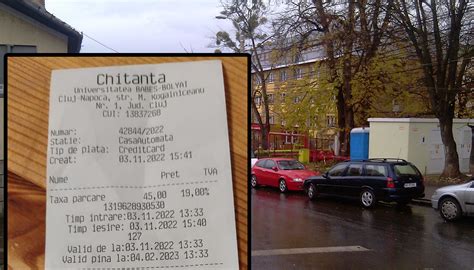 Chitanta
Universitatea BABEȘ-BOLYAI
Cluj-Napoca, str. M. Kogalniceanu
Nr. 1, Jud. Cluj
CUI: 13837268
Numar: 42844/2022
Statie: CasaAutomata
Tip de plata: CreditCard
Creat: 03.11.2022 15:41
Nume Pret TVA
Taxa parcare 45,00 19,00%
1319628930530
Timp intrare:03.11.2022 13:33
Timp iesire: 03.11.2022 15:40
127
Valid de la:03.11.2022 13:33
Valid pina la:04.02.2023 13:33